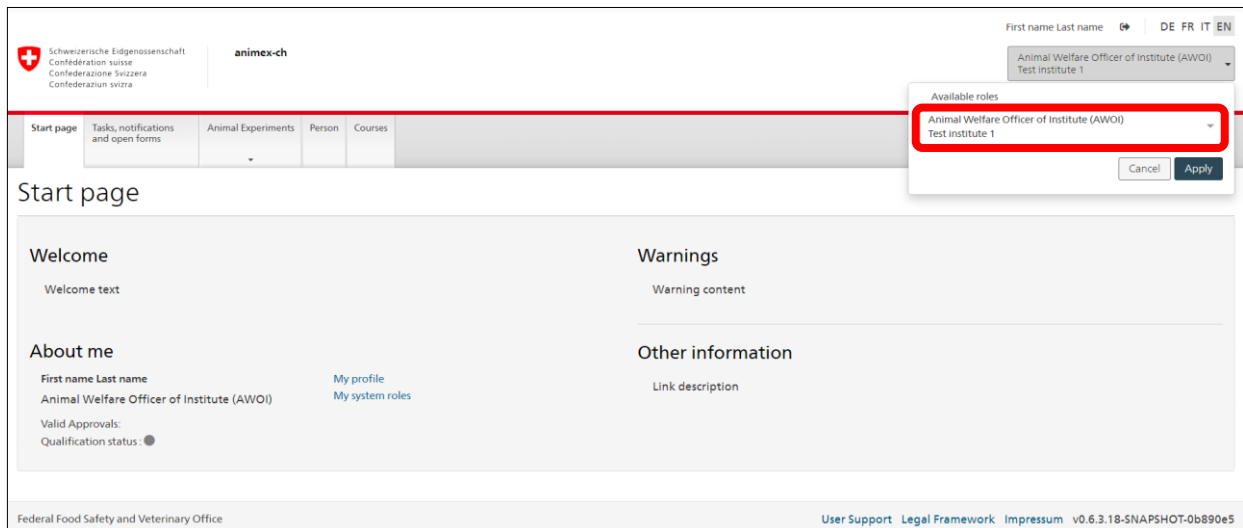 First name Last name
DE FR IT EN
Schweizerische Eidgenossenschaft
Confédération suisse
Confederazione Svizzera
Confederaziun svizra
animex-ch
Animal Welfare Officer of Institute (AWOI)
Test institute 1
Available roles
Animal Welfare Officer of Institute (AWOI)
Test institute 1
Cancel
Apply
Start page
Tasks, notifications
and open forms
Animal Experiments
Person
Courses
Start page
Welcome
Welcome text
Warnings
Warning content
About me
First name Last name
Animal Welfare Officer of Institute (AWOI)
My profile
My system roles
Valid Approvals:
Qualification status :
Other information
Link description
Federal Food Safety and Veterinary Office
User Support Legal Framework Impressum v0.6.3.18-SNAPSHOT-0b890e5